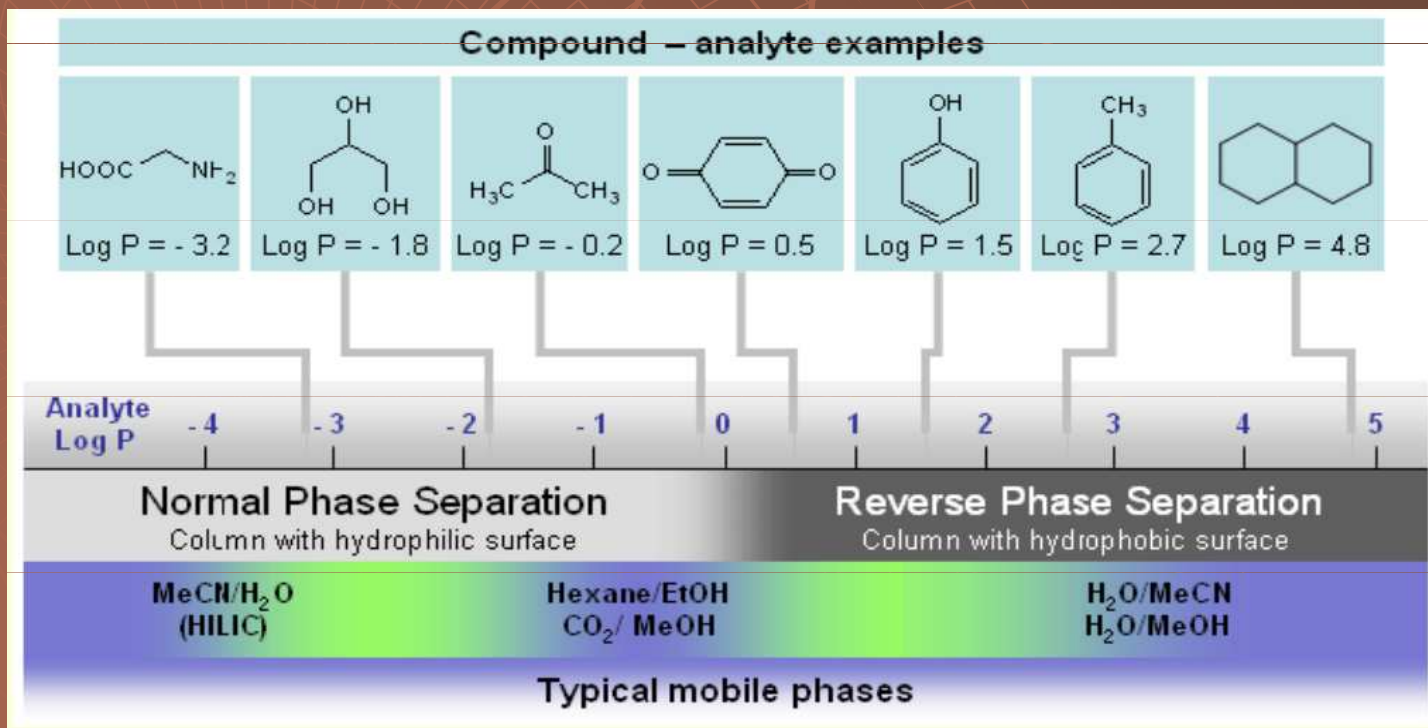 Compound – analyte examples
HOOC NH2
Log P = - 3.2
OH
OH OH
Log P = - 1.8
O
H3C CH3
Log P = - 0.2
O O
Log P = 0.5
OH
Log P = 1.5
CH3
Log P = 2.7
Log P = 4.8
Analyte
Log P
- 4 - 3 - 2 - 1 0 1 2 3 4 5
Normal Phase Separation
Column with hydrophilic surface
Reverse Phase Separation
Column with hydrophobic surface
MeCN/H2O
(HILIC)
Hexane/EtOH
CO2/ MeOH
H2O/MeCN
H2O/MeOH
Typical mobile phases